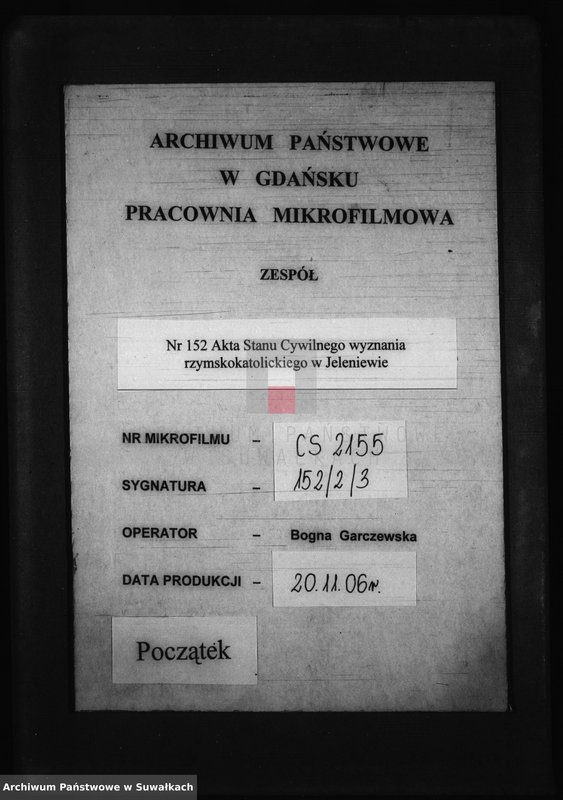 ARCHIWUM PAŃSTWOWE
W GDAŃSKU
PRACOWNIA MIKROFILMOWA
ZESPÓŁ
Nr 152 Akta Stanu Cywilnego wyznania
rzymskokatolickiego w Jeleniewie
NR MIKROFILMU – CS 2155
SYGNATURA – 152/2/3
OPERATOR – Bogna Garczewska
DATA PRODUKCJI – 20.11.06r.
Początek
Archiwum Państwowe w Suwałkach